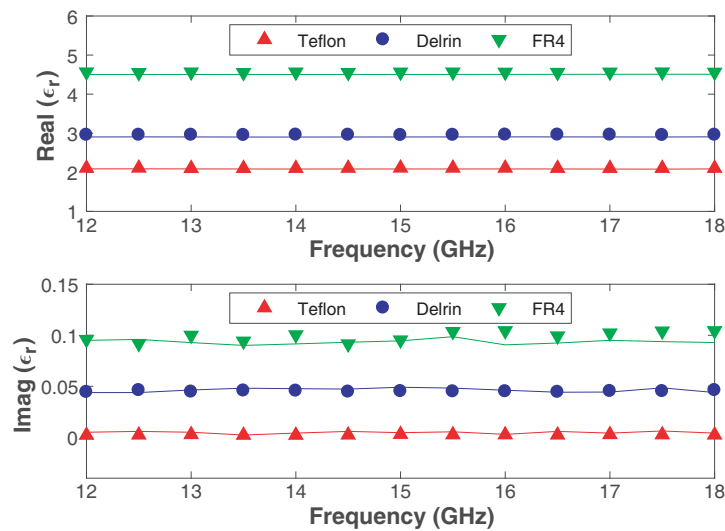 6
5
4
3
2
1
Real (ϵr)
Teflon Delrin FR4
12 13 14 15 16 17 18
Frequency (GHz)
0.15
0.1
0.05
0
Imag (ϵr)
Teflon Delrin FR4
12 13 14 15 16 17 18
Frequency (GHz)